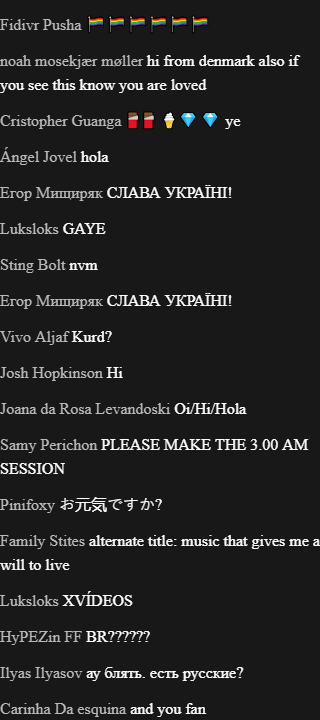 Fidivr Pusha 🏳️‍🌈🏳️‍🌈🏳️‍🌈🏳️‍🌈🏳️‍🌈🏳️‍🌈
noah mosekjær møller hi from denmark also if
you see this know you are loved
Cristopher Guanga 🍫🍫🍦💎💎 ye
Ángel Jovel hola
Егор Мищиряк СЛАВА УКРАЇНІ!
Luksloks GAYE
Sting Bolt nvm
Егор Мищиряк СЛАВА УКРАЇНІ!
Vivo Aljaf Kurd?
Josh Hopkinson Hi
Joana da Rosa Levandoski Oi/Hi/Hola
Samy Perichon PLEASE MAKE THE 3.00 AM
SESSION
Pinifoxy お元気ですか?
Family Stites alternate title: music that gives me a
will to live
Luksloks XVÍDEOS
HyPEZin FF BR??????
Ilyas Ilyasov ау блять. есть русские?
Carinha Da esquina and you fan